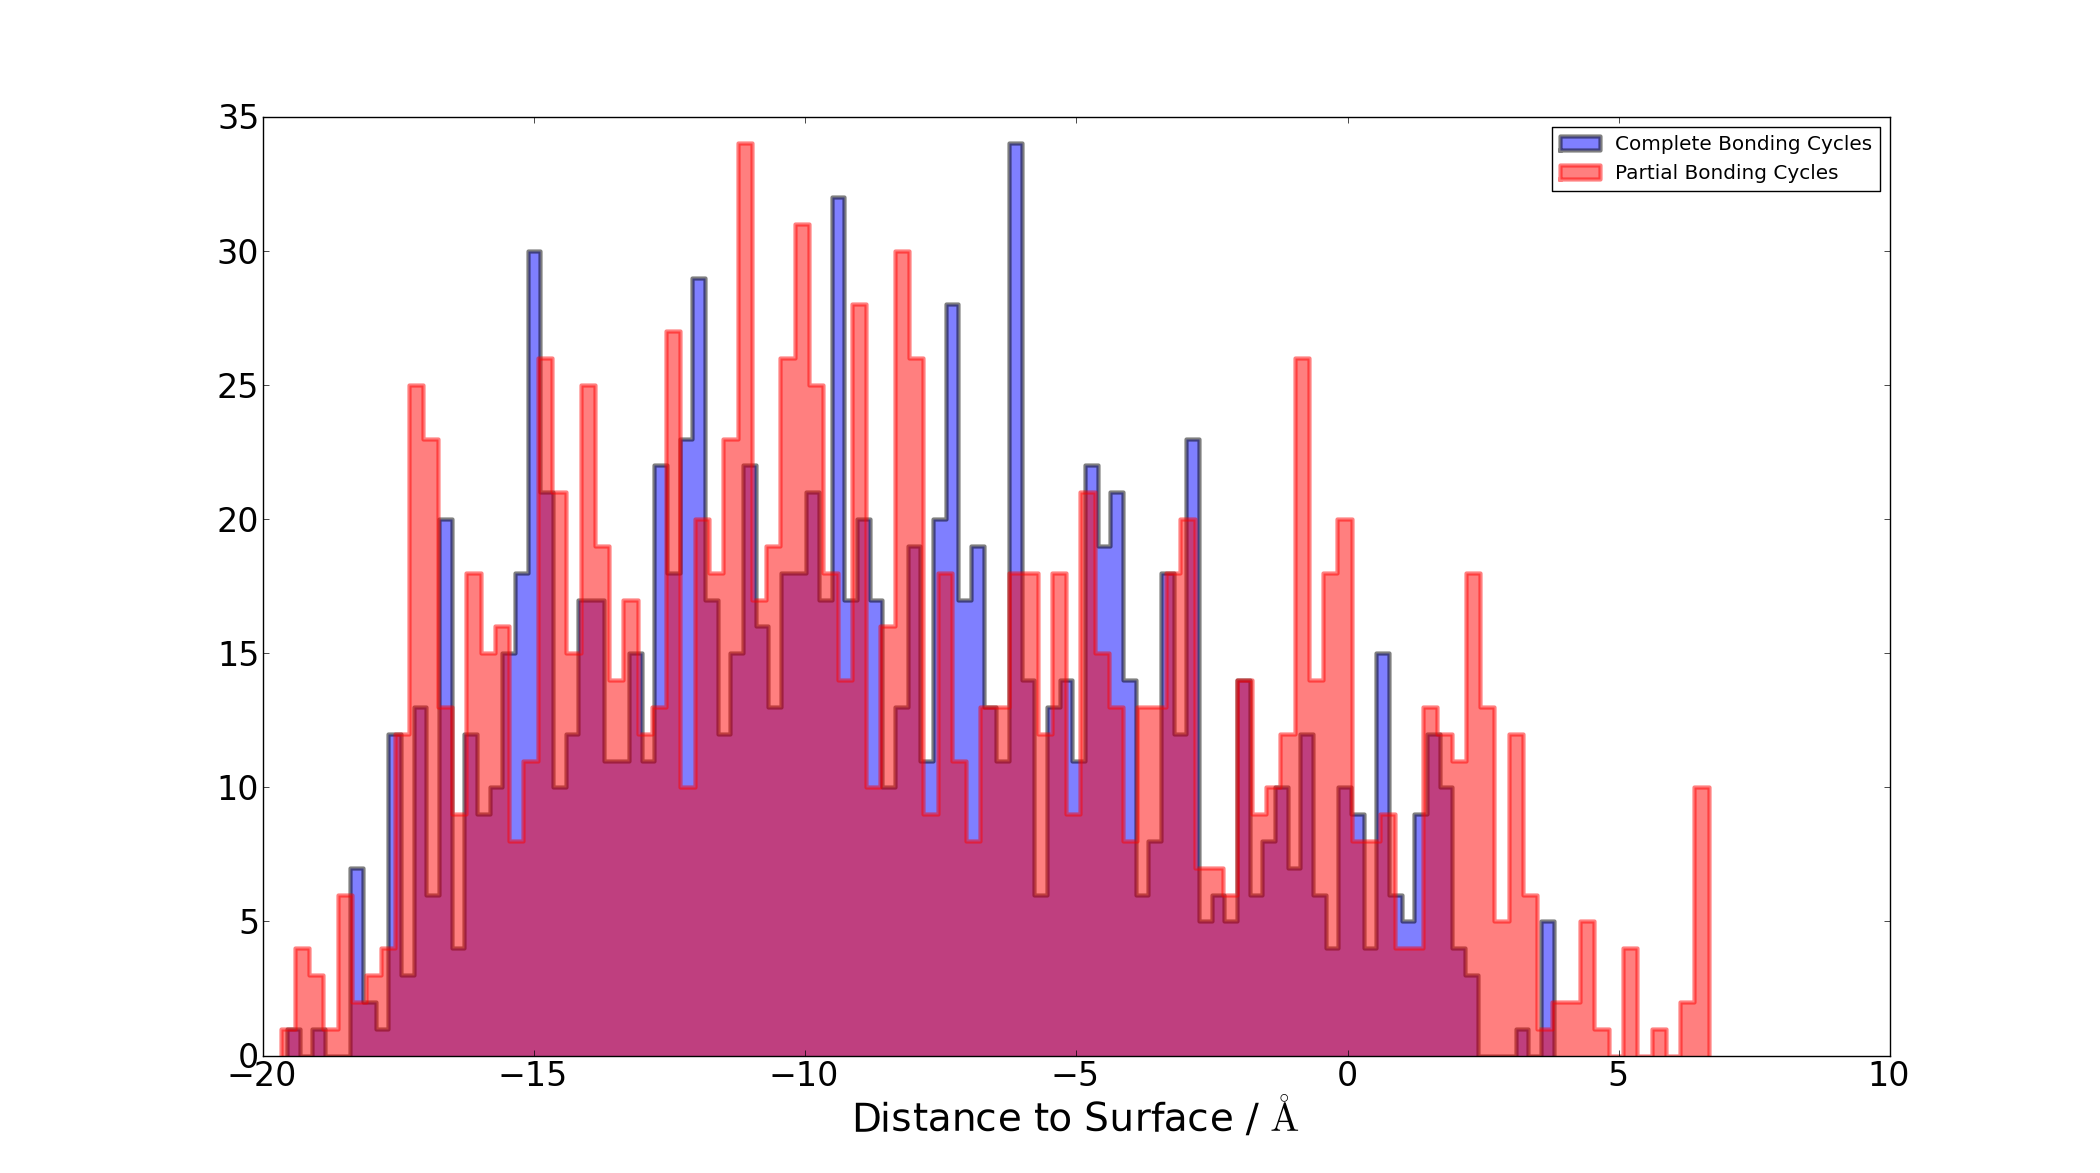 35
30
25
20
15
10
5
0
Complete Bonding Cycles
Partial Bonding Cycles
−20 −15 −10 −5 0 5 10
Distance to Surface / Å